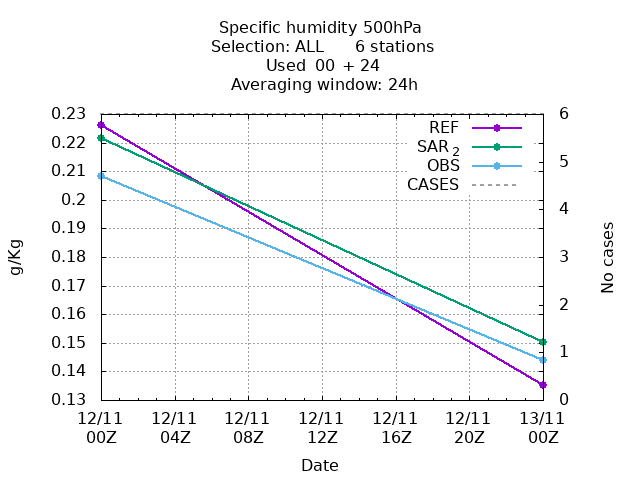 Specific humidity 500hPa
Selection: ALL 6 stations
Used 00 + 24
Averaging window: 24h
0.23
0.22
0.21
0.2
0.19
0.18
0.17
0.16
0.15
0.14
0.13
g/Kg
REF
SAR 2
OBS
CASES
6
5
4
3
2
1
0
No cases
12/11 12/11 12/11 12/11 12/11 12/11 13/11
00Z 04Z 08Z 12Z 16Z 20Z 00Z
Date